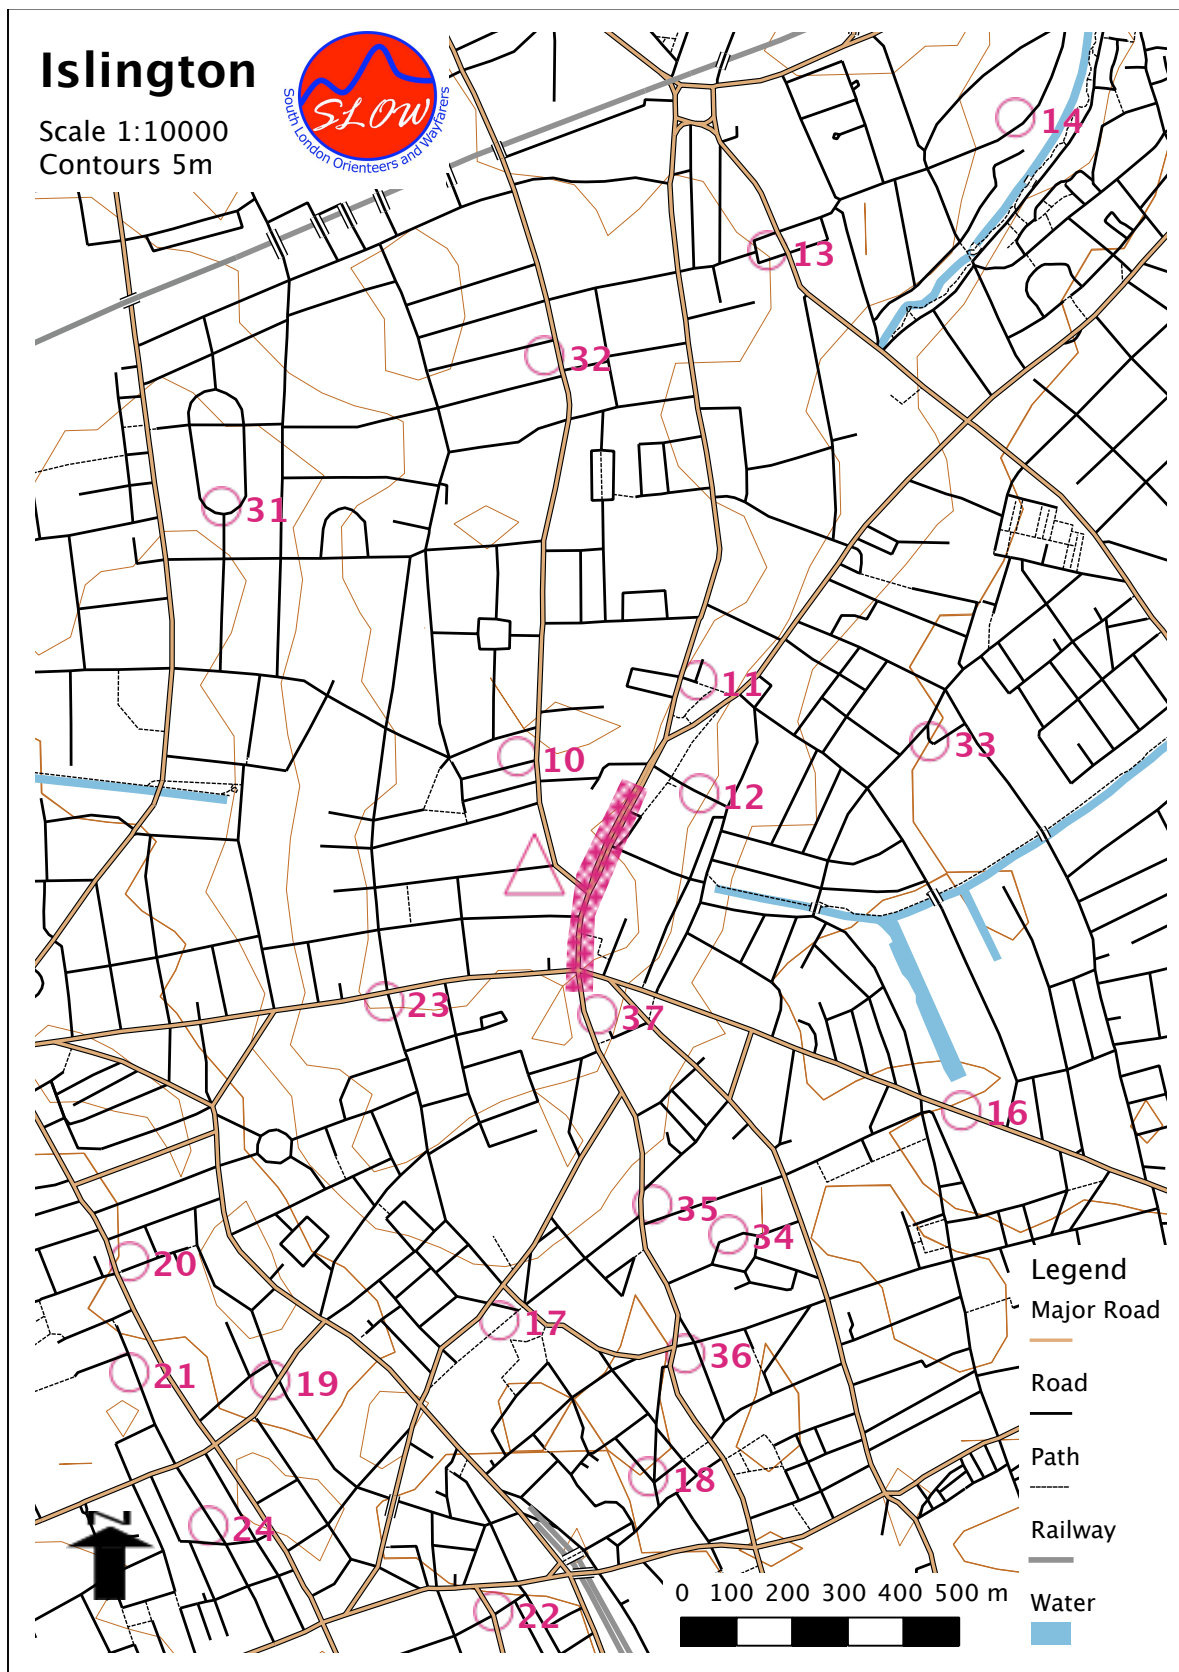 Islington
Scale 1:10000
Contours 5m
SLOW
South London Orienteers and Wayfarers
14
13
32
31
11
33
10
12
23
37
16
35
34
20
17
36
21
19
18
24
22
N
Legend
Major Road
Road
Path
Railway
Water
0 100 200 300 400 500 m